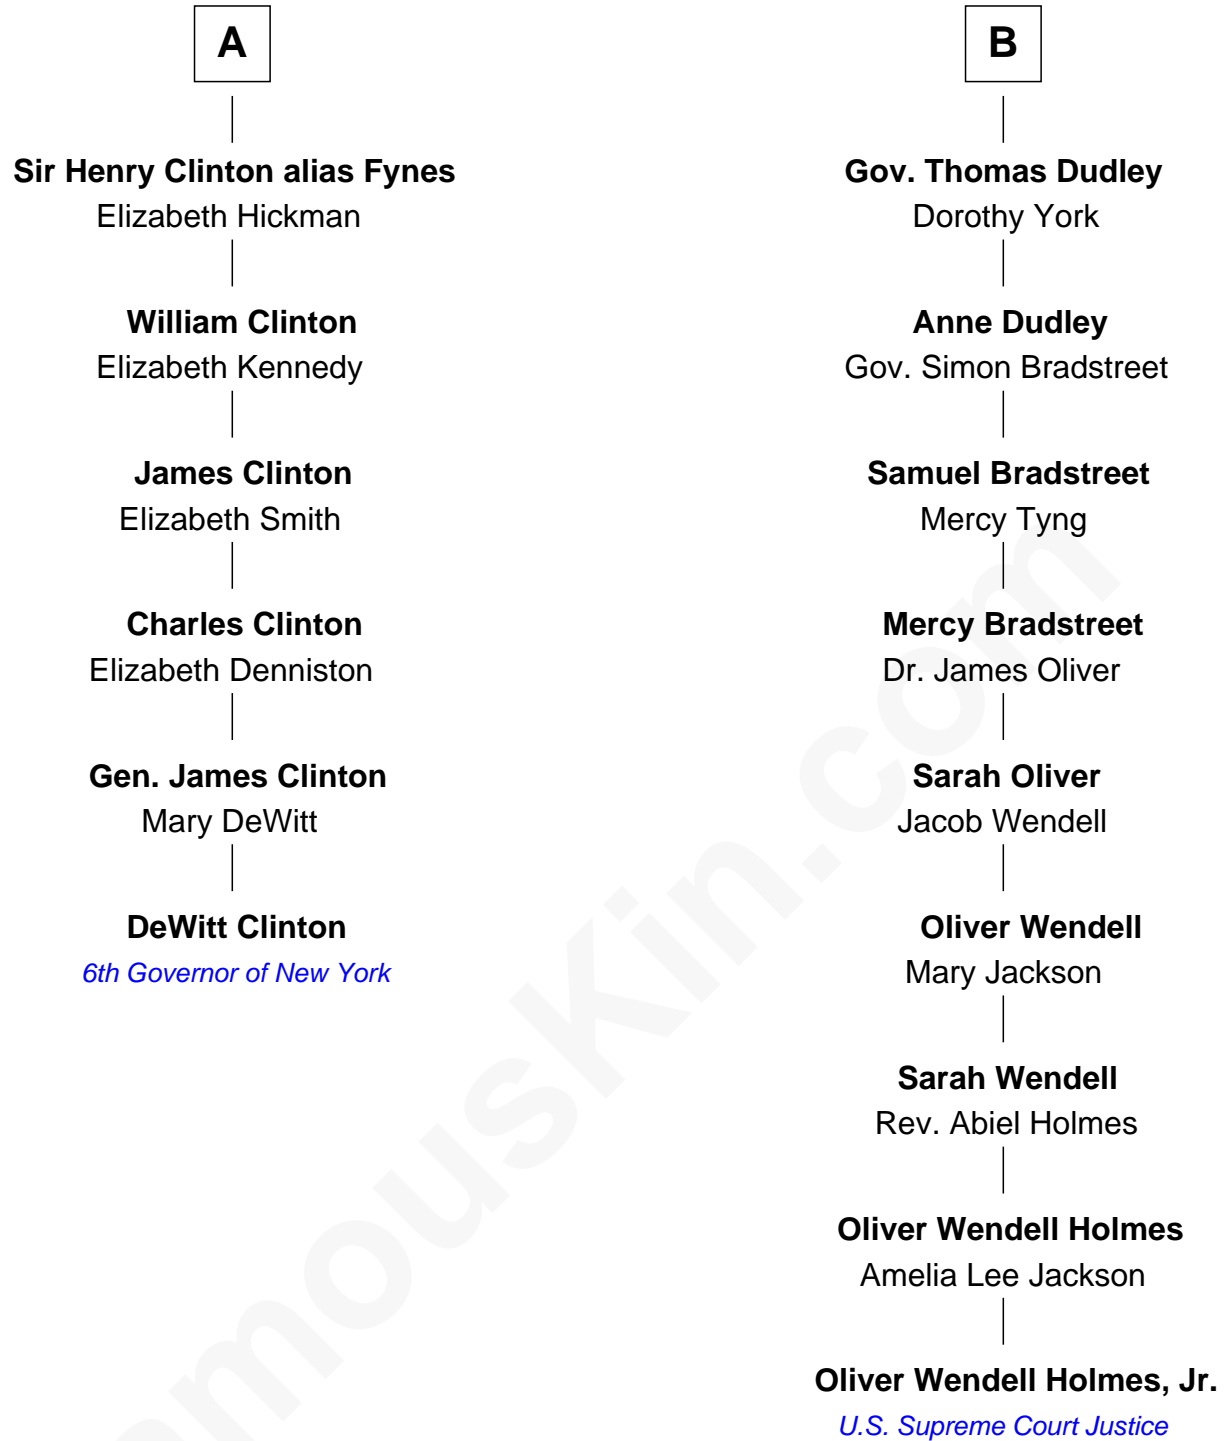 A
Sir Henry Clinton alias Fynes
Elizabeth Hickman
William Clinton
Elizabeth Kennedy
James Clinton
Elizabeth Smith
Charles Clinton
Elizabeth Denniston
Gen. James Clinton
Mary DeWitt
DeWitt Clinton
6th Governor of New York
B
Gov. Thomas Dudley
Dorothy York
Anne Dudley
Gov. Simon Bradstreet
Samuel Bradstreet
Mercy Tyng
Mercy Bradstreet
Dr. James Oliver
Sarah Oliver
Jacob Wendell
Oliver Wendell
Mary Jackson
Sarah Wendell
Rev. Abiel Holmes
Oliver Wendell Holmes
Amelia Lee Jackson
Oliver Wendell Holmes, Jr.
U.S. Supreme Court Justice
amousKin.com